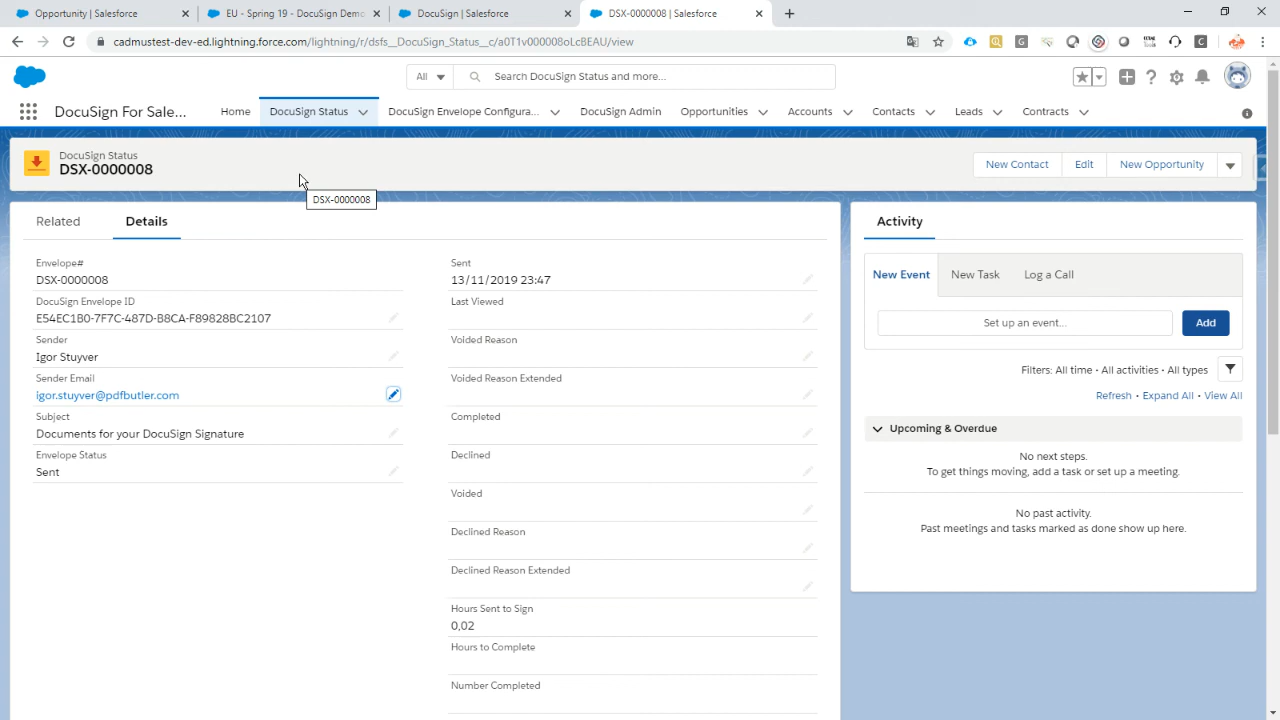 Opportunity | Salesforce
EU - Spring 19 - DocuSign Demo
DocuSign | Salesforce
DSX-0000008 | Salesforce
cadmustest-dev-ed.lightning.force.com/lightning/r/dsfs__DocuSign_Status__c/a0T1v000008oLcBEAU/view
All
Search DocuSign Status and more...
DocuSign For Sale...
Home
DocuSign Status
DocuSign Envelope Configura...
DocuSign Admin
Opportunities
Accounts
Contacts
Leads
Contracts
DocuSign Status
DSX-0000008
New Contact
Edit
New Opportunity
DSX-0000008
Related
Details
Envelope#
DSX-0000008
DocuSign Envelope ID
E54EC1B0-7F7C-487D-B8CA-F89828BC2107
Sender
Igor Stuyver
Sender Email
igor.stuyver@pdfbutler.com
Subject
Documents for your DocuSign Signature
Envelope Status
Sent
Sent
13/11/2019 23:47
Last Viewed
Voided Reason
Voided Reason Extended
Completed
Declined
Voided
Declined Reason
Declined Reason Extended
Hours Sent to Sign
0,02
Hours to Complete
Number Completed
Activity
New Event
New Task
Log a Call
Set up an event...
Add
Filters: All time • All activities • All types
Refresh • Expand All • View All
Upcoming & Overdue
No next steps.
To get things moving, add a task or set up a meeting.
No past activity.
Past meetings and tasks marked as done show up here.